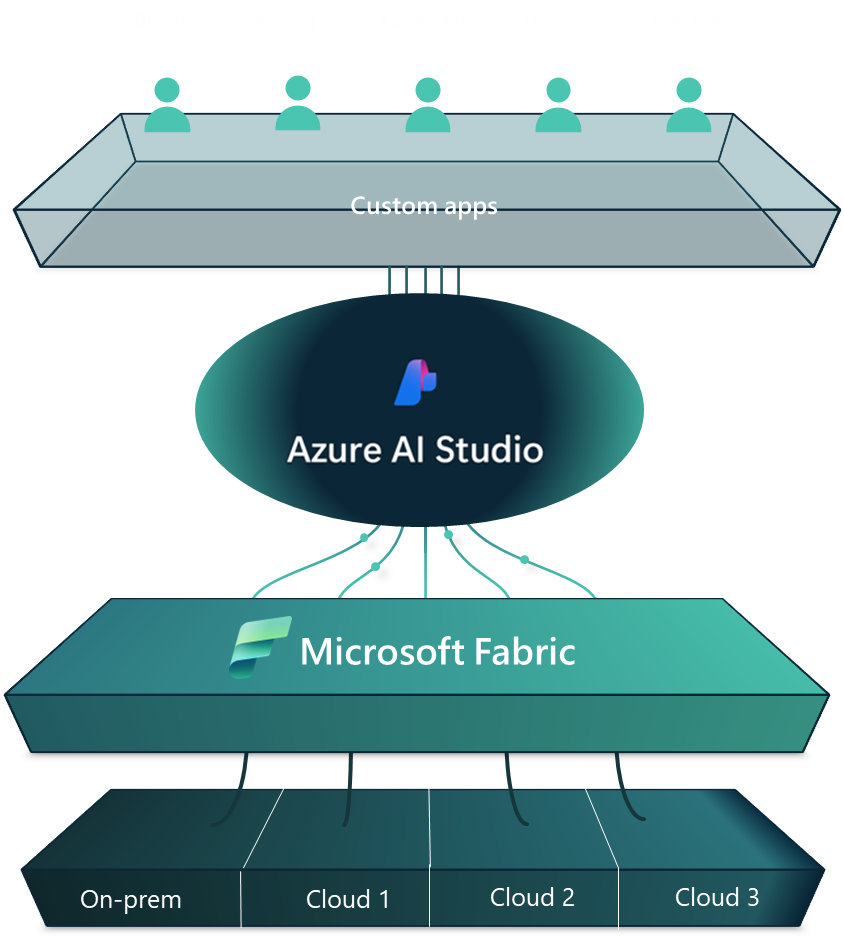 Custom apps
Azure AI Studio
Microsoft Fabric
On-prem
Cloud 1
Cloud 2
Cloud 3